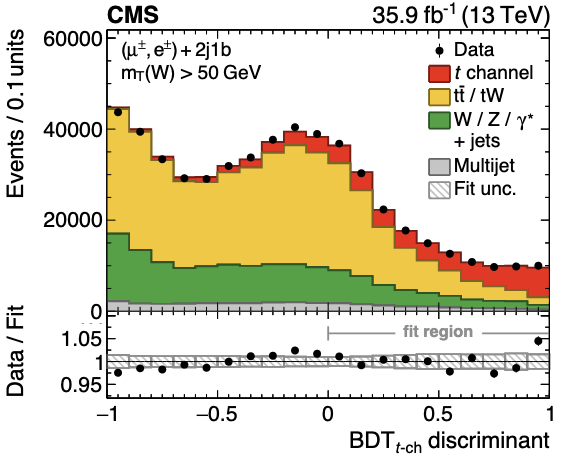 CMS 35.9 fb⁻¹ (13 TeV)
60000
(μ±, e±) + 2j1b
m_T(W) > 50 GeV
Data
t channel
tt̄ / tW
W / Z / γ*
+ jets
Multijet
Fit unc.
40000
20000
0
Events / 0.1 units
...
fit region
1.05
1
0.95
Data / Fit
−1 −0.5 0 0.5 1
BDT_t-ch discriminant